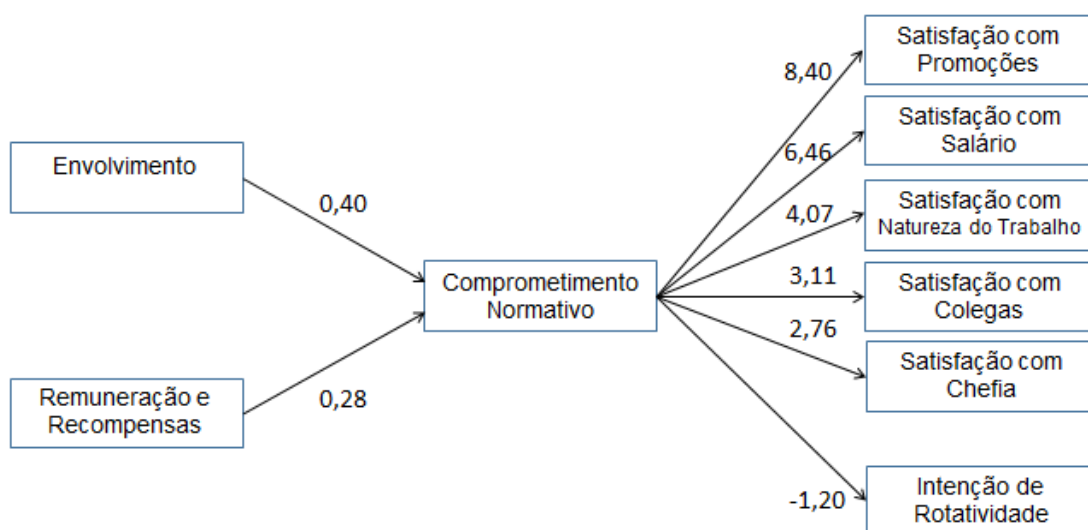 Envolvimento
0,40
Remuneração e
Recompensas
0,28
Comprometimento
Normativo
8,40
Satisfação com
Promoções
6,46
Satisfação com
Salário
4,07
Satisfação com
Natureza do Trabalho
3,11
Satisfação com
Colegas
2,76
Satisfação com
Chefia
-1,20
Intenção de
Rotatividade